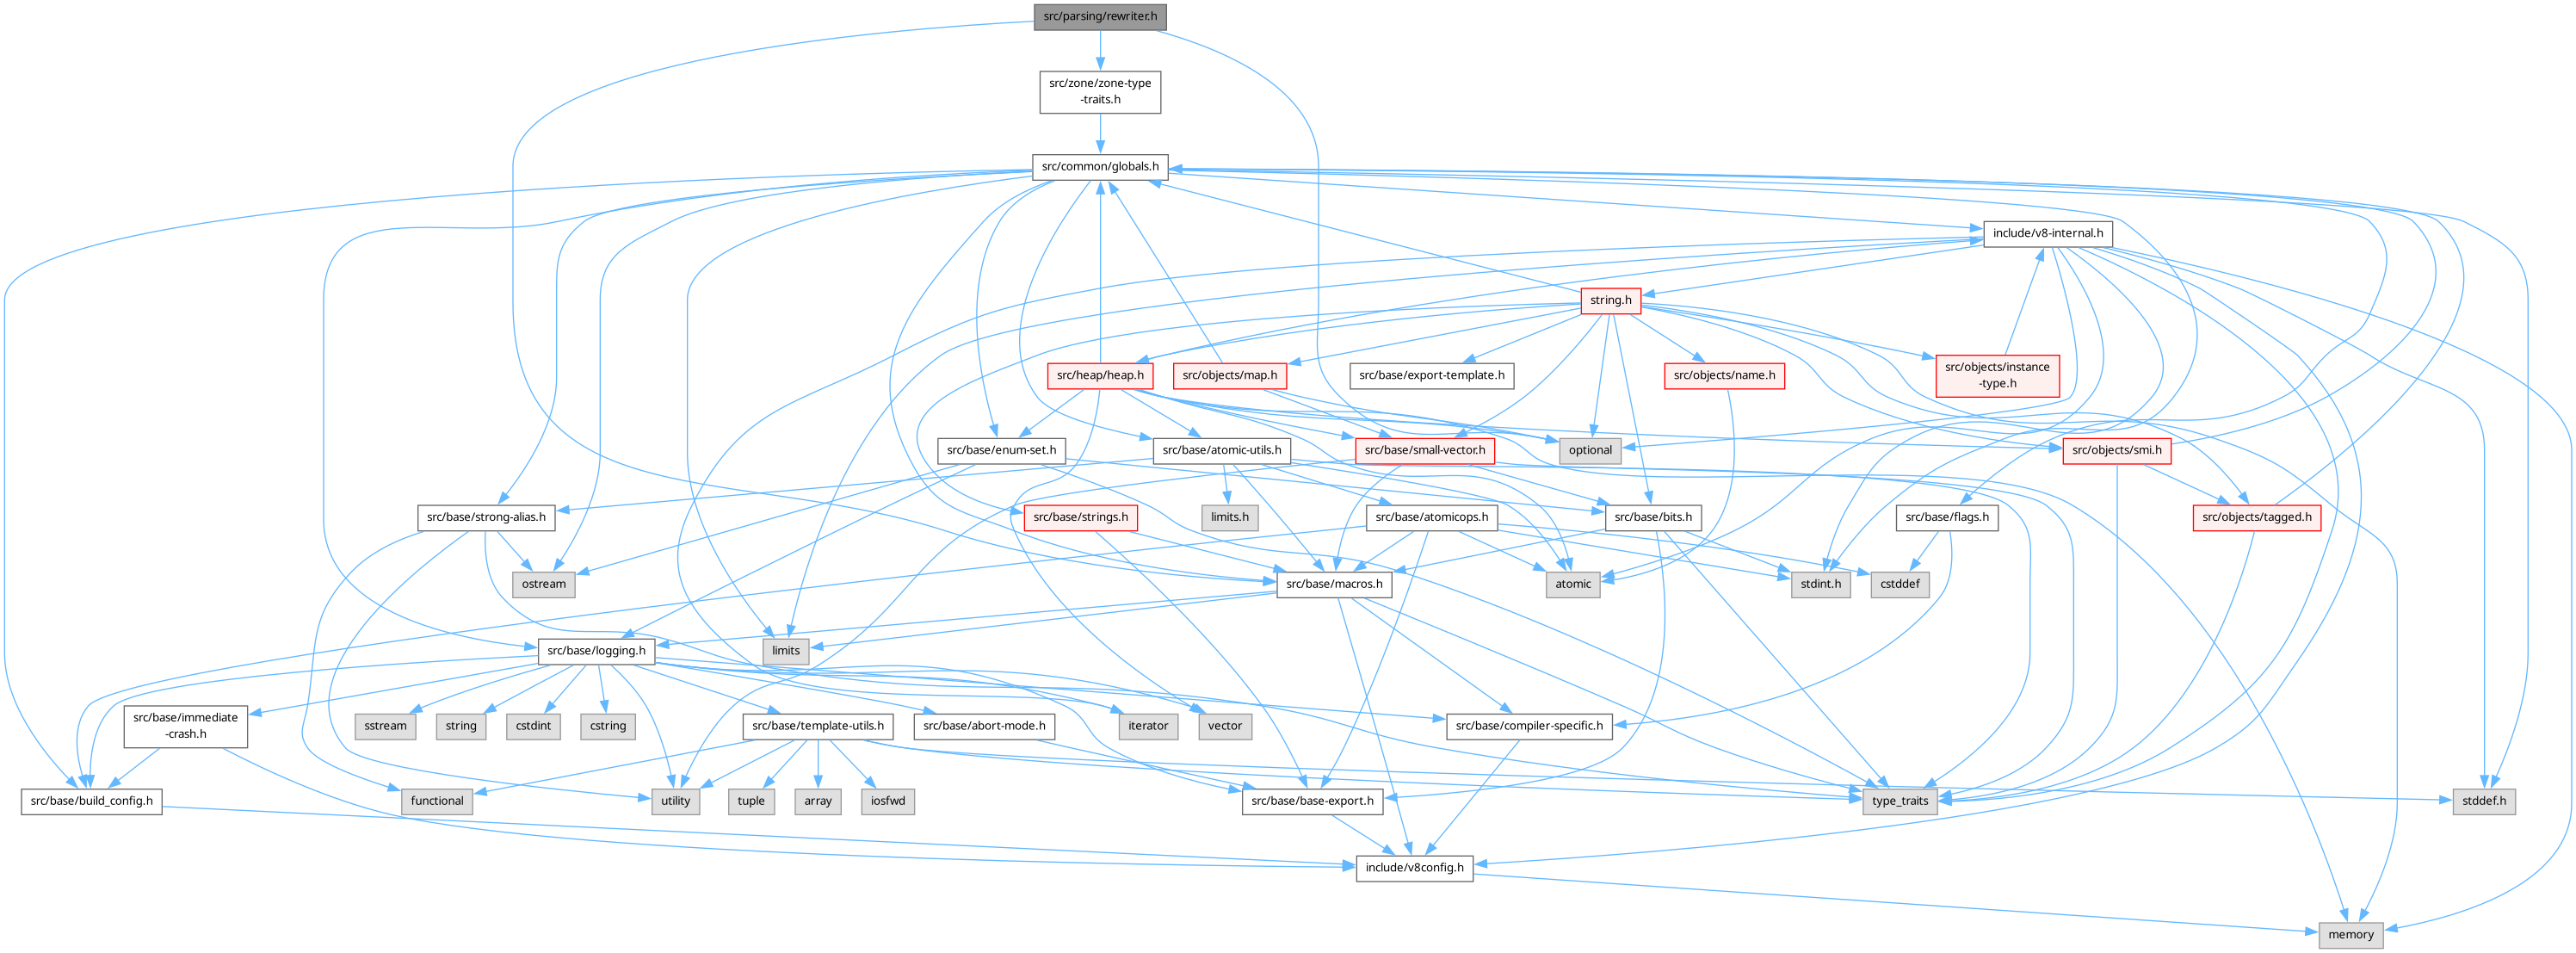 src/parsing/rewriter.h
src/zone/zone-type
-traits.h
src/common/globals.h
include/v8-internal.h
string.h
src/heap/heap.h
src/objects/map.h
src/base/export-template.h
src/objects/name.h
src/objects/instance
-type.h
src/base/enum-set.h
src/base/atomic-utils.h
src/base/small-vector.h
optional
src/objects/smi.h
src/base/strong-alias.h
src/base/strings.h
limits.h
src/base/atomicops.h
src/base/bits.h
src/base/flags.h
src/objects/tagged.h
ostream
src/base/macros.h
atomic
stdint.h
cstddef
src/base/logging.h
limits
src/base/immediate
-crash.h
sstream
string
cstdint
cstring
src/base/template-utils.h
src/base/abort-mode.h
iterator
vector
src/base/compiler-specific.h
src/base/build_config.h
functional
utility
tuple
array
iosfwd
src/base/base-export.h
type_traits
stddef.h
include/v8config.h
memory